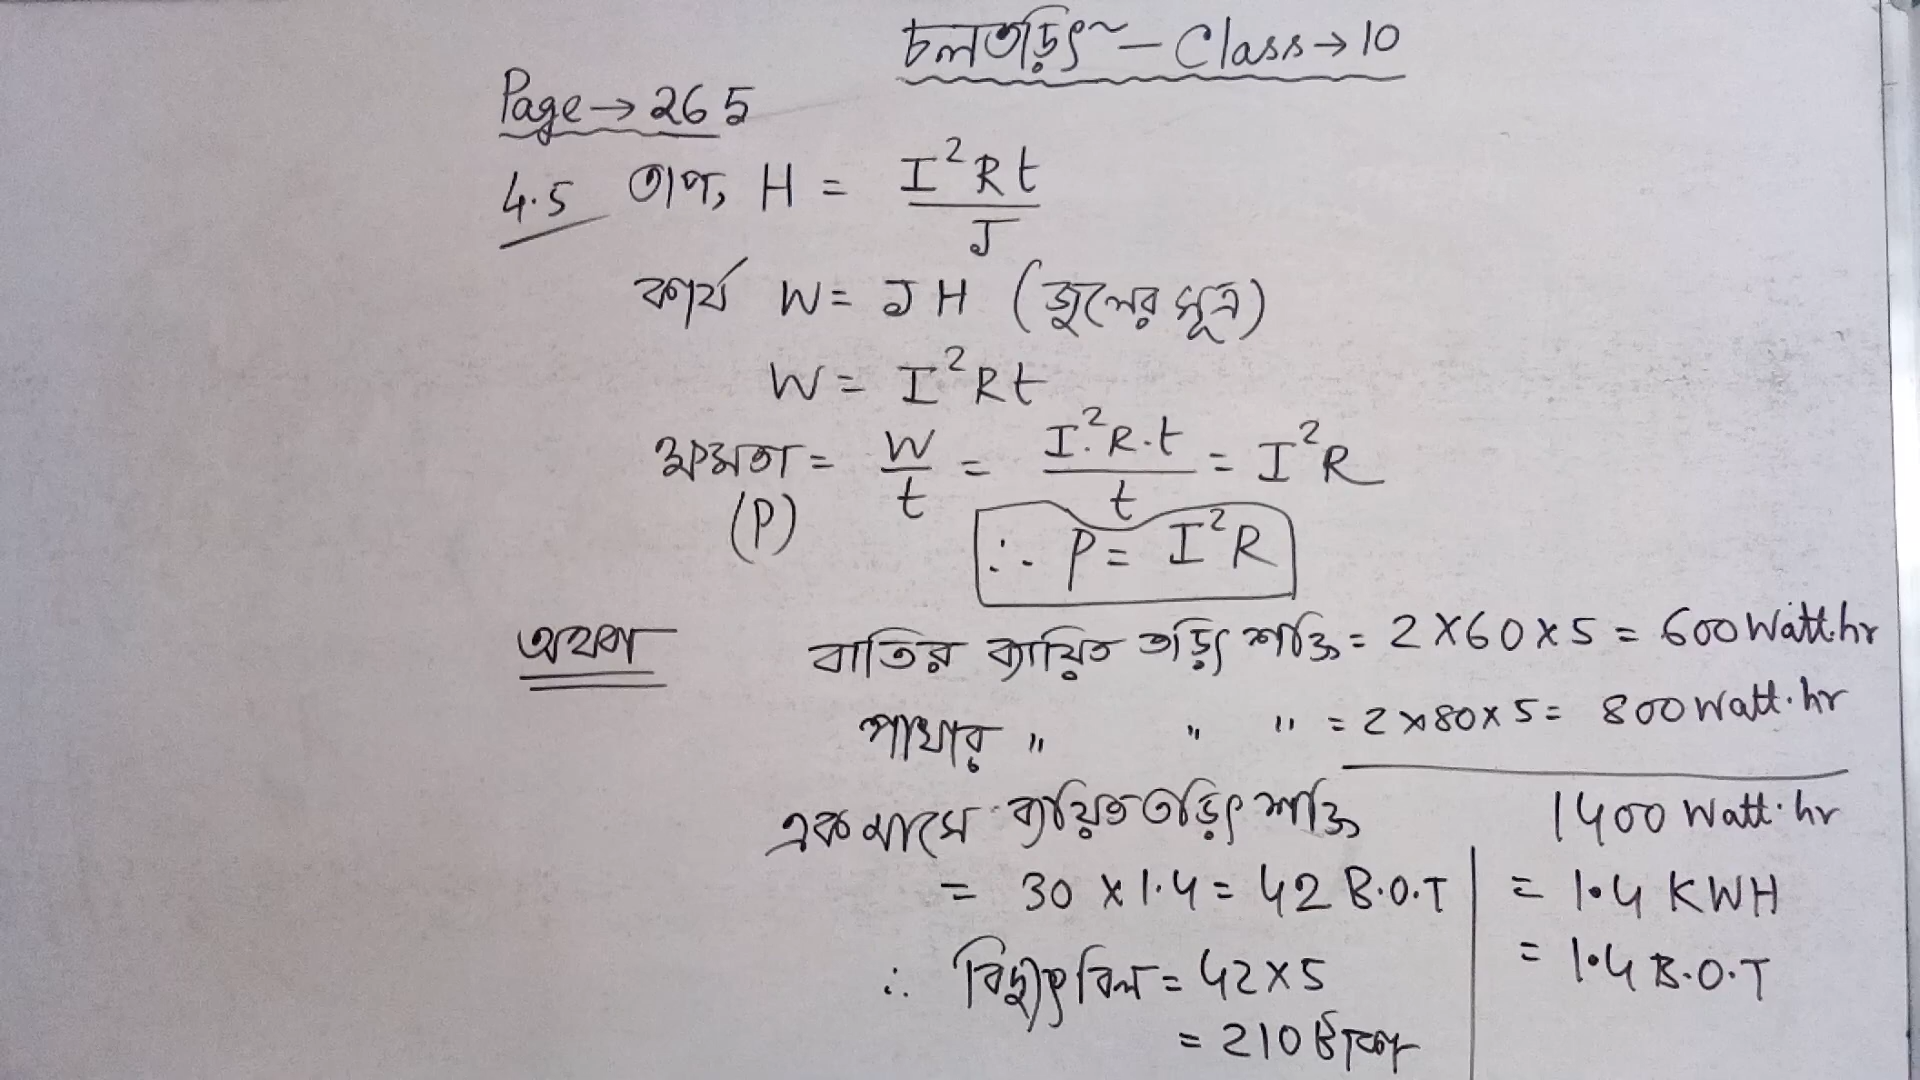 চলতড়িৎ – Class → 10
Page → 265
4.5 তাপ, H = I²Rt / J
কার্য W = JH (জুলের সূত্র)
W = I²Rt
ক্ষমতা (P) = W/t = I².R.t / t = I²R
∴ P = I²R
অথবা বাতির ব্যয়িত তড়িৎ শক্তি = 2 X 60 x 5 = 600 Watt.hr
পাখার " " " = 2 x 80 x 5 = 800 Watt.hr
1400 Watt.hr
= 1.4 KWH
= 1.4 B.O.T
এক মাসে ব্যয়িত তড়িৎ শক্তি
= 30 x 1.4 = 42 B.O.T
∴ বিদ্যুৎ বিল = 42 x 5
= 210 টাকা